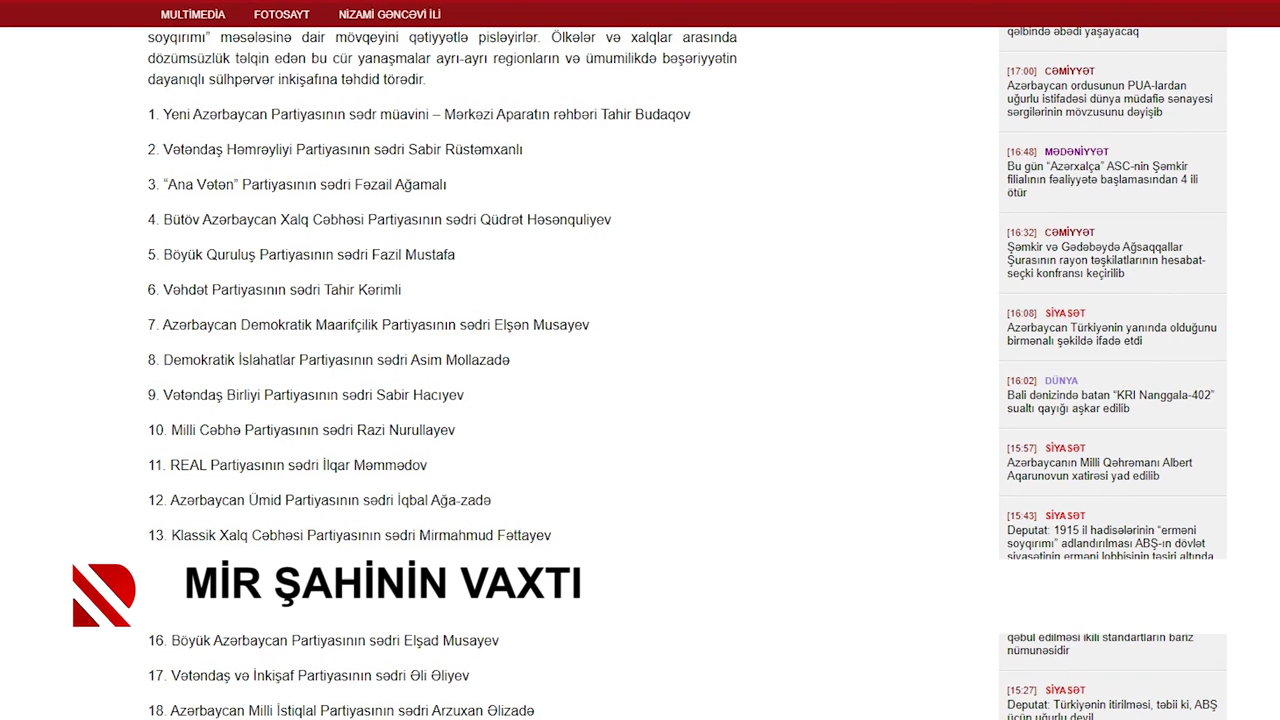 MULTİMEDİA FOTOSAYT NİZAMİ GƏNCƏVİ İLİ
soyqırımı” məsələsinə dair mövqeyini qətiyyətlə pisləyirlər. Ölkələr və xalqlar arasında
dözümsüzlük təlqin edən bu cür yanaşmalar ayrı-ayrı regionların və ümumilikdə bəşəriyyətin
dayanıqlı sülhpərvər inkişafına təhdid törədir.
1. Yeni Azərbaycan Partiyasının sədr müavini – Mərkəzi Aparatın rəhbəri Tahir Budaqov
2. Vətəndaş Həmrəyliyi Partiyasının sədri Sabir Rüstəmxanlı
3. “Ana Vətən” Partiyasının sədri Fəzail Ağamalı
4. Bütöv Azərbaycan Xalq Cəbhəsi Partiyasının sədri Qüdrət Həsənquliyev
5. Böyük Quruluş Partiyasının sədri Fazil Mustafa
6. Vəhdət Partiyasının sədri Tahir Kərimli
7. Azərbaycan Demokratik Maarifçilik Partiyasının sədri Elşən Musayev
8. Demokratik İslahatlar Partiyasının sədri Asim Mollazadə
9. Vətəndaş Birliyi Partiyasının sədri Sabir Hacıyev
10. Milli Cəbhə Partiyasının sədri Razi Nurullayev
11. REAL Partiyasının sədri İlqar Məmmədov
12. Azərbaycan Ümid Partiyasının sədri İqbal Ağa-zadə
13. Klassik Xalq Cəbhəsi Partiyasının sədri Mirmahmud Fəttayev
MİR ŞAHİNİN VAXTI
16. Böyük Azərbaycan Partiyasının sədri Elşad Musayev
17. Vətəndaş və İnkişaf Partiyasının sədri Əli Əliyev
18. Azərbaycan Milli İstiqlal Partiyasının sədri Arzuxan Əlizadə
qəlbində əbədi yaşayacaq
[17:00] CƏMİYYƏT
Azərbaycan ordusunun PUA-lardan
uğurlu istifadəsi dünya müdafiə sənayesi
sərgilərinin mövzusunu dəyişib
[16:48] MƏDƏNİYYƏT
Bu gün “Azərxalça” ASC-nin Şəmkir
filialının fəaliyyətə başlamasından 4 ili
ötür
[16:32] CƏMİYYƏT
Şəmkir və Gədəbəydə Ağsaqqallar
Şurasının rayon təşkilatlarının hesabat-
seçki konfransı keçirilib
[16:08] SİYASƏT
Azərbaycan Türkiyənin yanında olduğunu
birmənalı şəkildə ifadə etdi
[16:02] DÜNYA
Bali dənizində batan “KRI Nanggala-402”
sualtı qayığı aşkar edilib
[15:57] SİYASƏT
Azərbaycanın Milli Qəhrəmanı Albert
Aqarunovun xatirəsi yad edilib
[15:43] SİYASƏT
Deputat: 1915 il hadisələrinin “erməni
soyqırımı” adlandırılması ABŞ-ın dövlət
siyasətinin erməni lobbisinin təsiri altında
qəbul edilməsi ikili standartların bariz
nümunəsidir
[15:27] SİYASƏT
Deputat: Türkiyənin itirilməsi, təbii ki, ABŞ
üçün uğurlu deyil